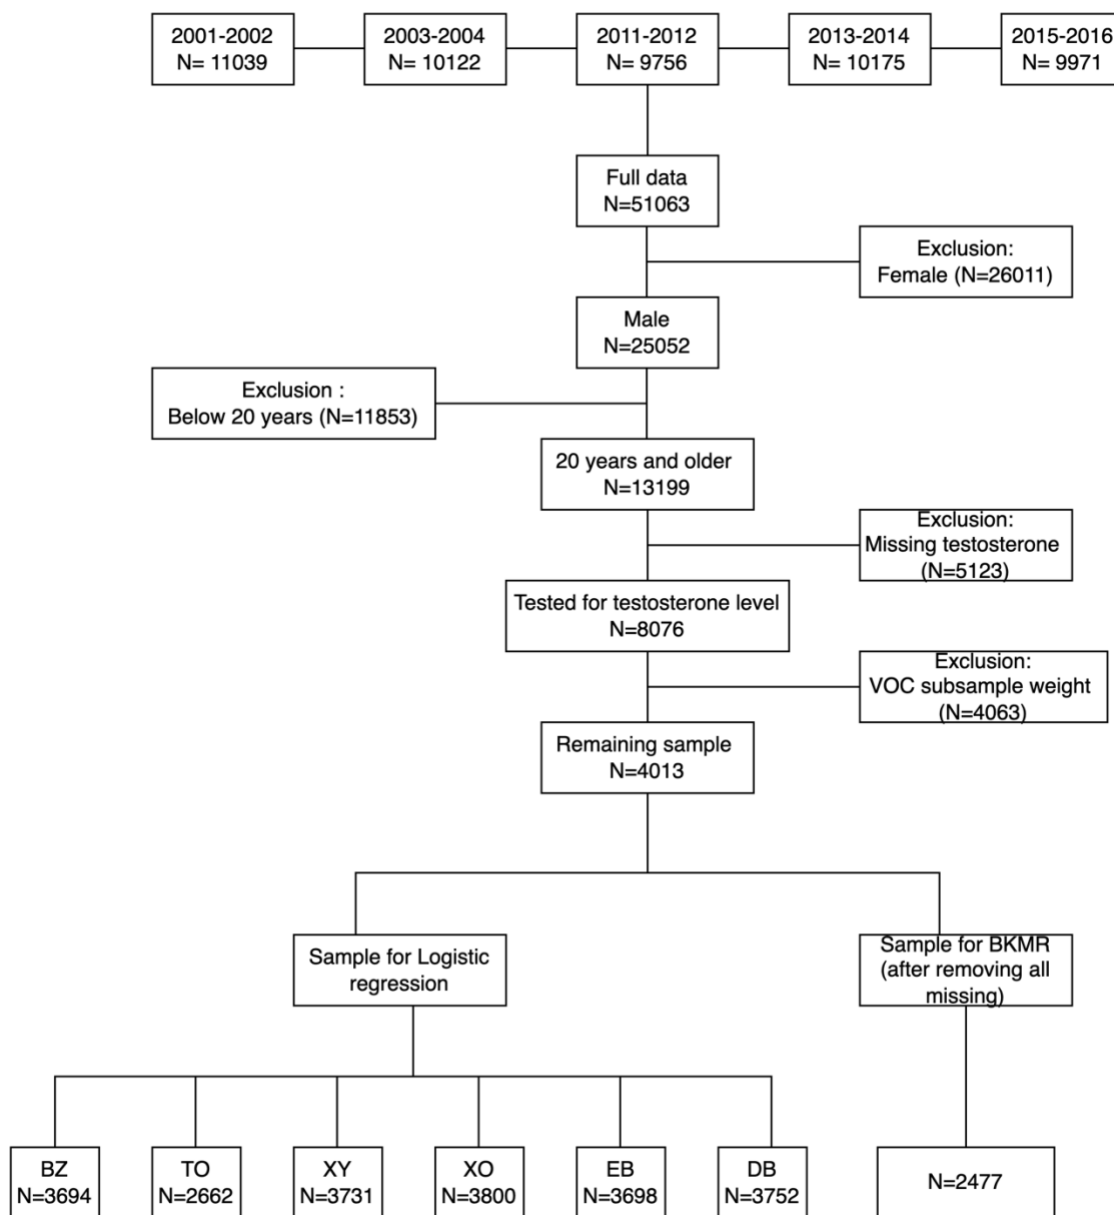 2001-2002
N= 11039
2003-2004
N= 10122
2011-2012
N= 9756
2013-2014
N= 10175
2015-2016
N= 9971
Full data
N=51063
Exclusion:
Female (N=26011)
Male
N=25052
Exclusion :
Below 20 years (N=11853)
20 years and older
N=13199
Exclusion:
Missing testosterone
(N=5123)
Tested for testosterone level
N=8076
Exclusion:
VOC subsample weight
(N=4063)
Remaining sample
N=4013
Sample for Logistic
regression
Sample for BKMR
(after removing all
missing)
BZ
N=3694
TO
N=2662
XY
N=3731
XO
N=3800
EB
N=3698
DB
N=3752
N=2477